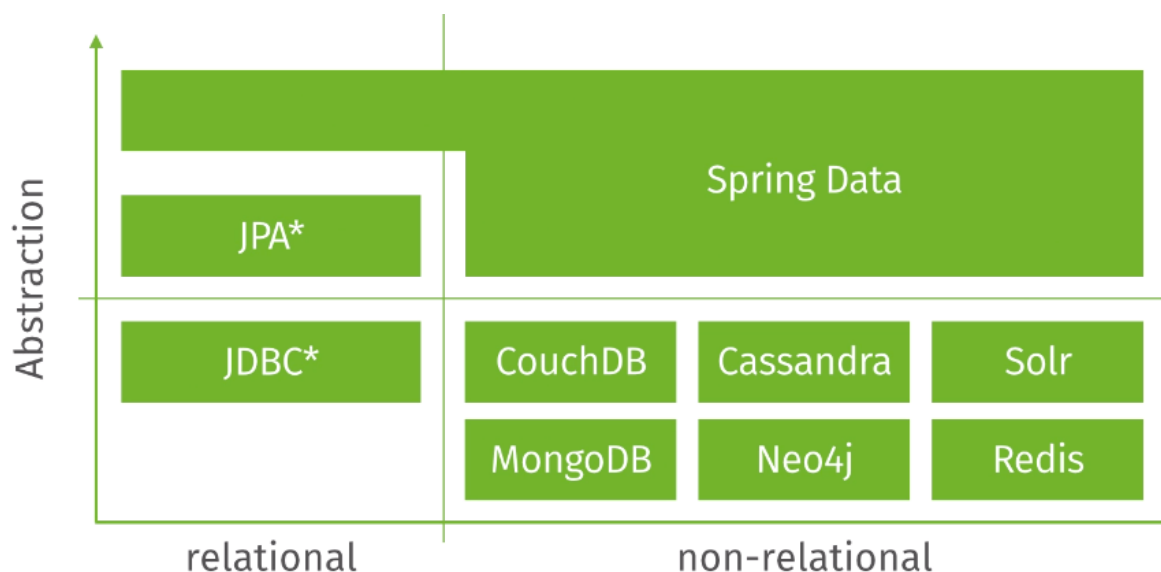 Abstraction
Spring Data
JPA*
JDBC*
CouchDB
Cassandra
Solr
MongoDB
Neo4j
Redis
relational
non-relational